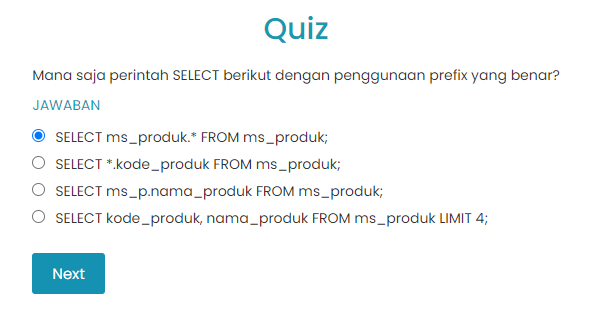 Quiz
Mana saja perintah SELECT berikut dengan penggunaan prefix yang benar?
JAWABAN
SELECT ms_produk.* FROM ms_produk;
SELECT *.kode_produk FROM ms_produk;
SELECT ms_p.nama_produk FROM ms_produk;
SELECT kode_produk, nama_produk FROM ms_produk LIMIT 4;
Next